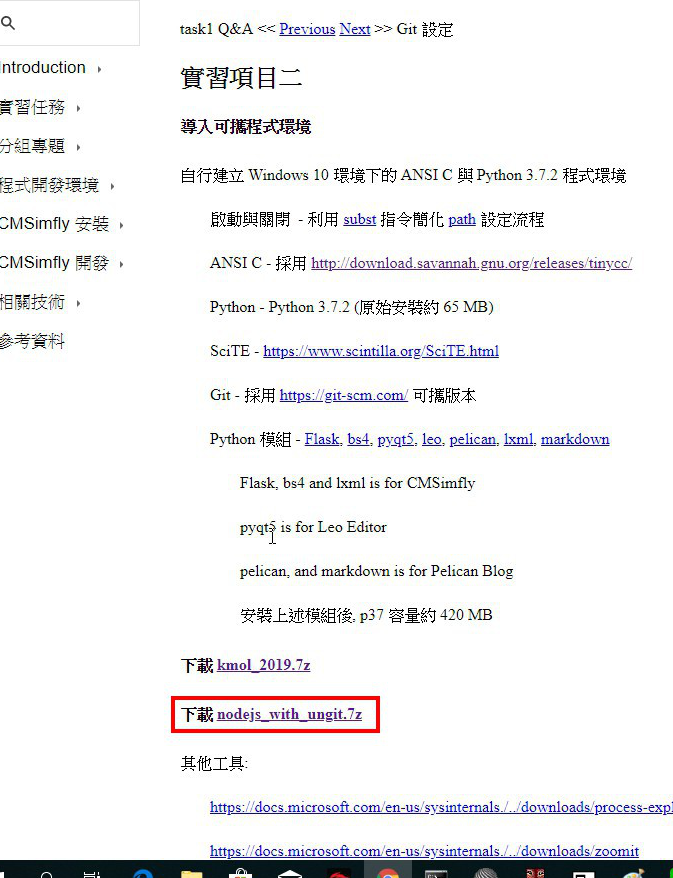 task1 Q&A << Previous Next >> Git 設定
Introduction
實習任務
分組專題
程式開發環境
CMSimfly 安裝
CMSimfly 開發
相關技術
參考資料
實習項目二
導入可攜程式環境
自行建立 Windows 10 環境下的 ANSI C 與 Python 3.7.2 程式環境
啟動與關閉 - 利用 subst 指令簡化 path 設定流程
ANSI C - 採用 http://download.savannah.gnu.org/releases/tinycc/
Python - Python 3.7.2 (原始安裝約 65 MB)
SciTE - https://www.scintilla.org/SciTE.html
Git - 採用 https://git-scm.com/ 可攜版本
Python 模組 - Flask, bs4, pyqt5, leo, pelican, lxml, markdown
Flask, bs4 and lxml is for CMSimfly
pyqt5 is for Leo Editor
pelican, and markdown is for Pelican Blog
安裝上述模組後, p37 容量約 420 MB
下載 kmol_2019.7z
下載 nodejs_with_ungit.7z
其他工具:
https://docs.microsoft.com/en-us/sysinternals./../downloads/process-expl
https://docs.microsoft.com/en-us/sysinternals./../downloads/zoomit